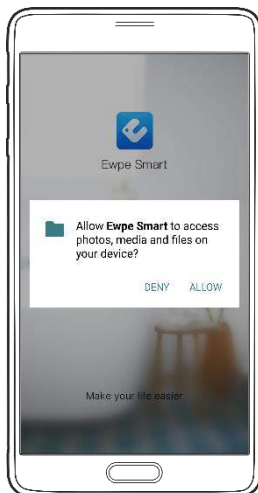 Ewpe Smart
Allow Ewpe Smart to access
photos, media and files on
your device?
DENY ALLOW
Make your life easier